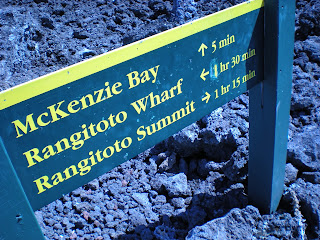 McKenzie Bay ↑ 5 min
Rangitoto Wharf ← 1 hr 30 min
Rangitoto Summit → 1 hr 15 min